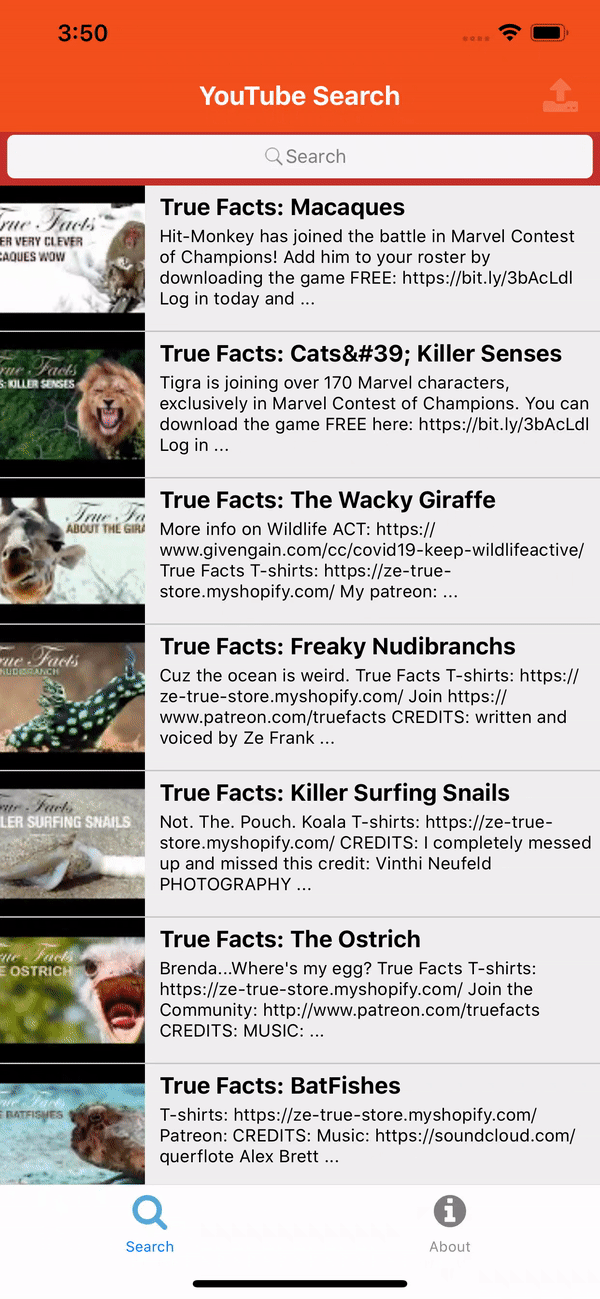 3:50
YouTube Search
Search
True Facts
ER VERY CLEVER
CAQUES WOW
True Facts: Macaques
Hit-Monkey has joined the battle in Marvel Contest
of Champions! Add him to your roster by
downloading the game FREE: https://bit.ly/3bAcLdl
Log in today and ...
True Facts
S: KILLER SENSES
True Facts: Cats&#39; Killer Senses
Tigra is joining over 170 Marvel characters,
exclusively in Marvel Contest of Champions. You can
download the game FREE here: https://bit.ly/3bAcLdl
Log in ...
True Fa
ABOUT THE GIRA
True Facts: The Wacky Giraffe
More info on Wildlife ACT: https://
www.givengain.com/cc/covid19-keep-wildlifeactive/
True Facts T-shirts: https://ze-true-
store.myshopify.com/ My patreon: ...
rue Facts
NUDIBRANCH
True Facts: Freaky Nudibranchs
Cuz the ocean is weird. True Facts T-shirts: https://
ze-true-store.myshopify.com/ Join https://
www.patreon.com/truefacts CREDITS: written and
voiced by Ze Frank ...
rue Facts
LER SURFING SNAILS
True Facts: Killer Surfing Snails
Not. The. Pouch. Koala T-shirts: https://ze-true-
store.myshopify.com/ CREDITS: I completely messed
up and missed this credit: Vinthi Neufeld
PHOTOGRAPHY ...
rue Facts
E OSTRICH
True Facts: The Ostrich
Brenda...Where's my egg? True Facts T-shirts:
https://ze-true-store.myshopify.com/ Join the
Community: http://www.patreon.com/truefacts
CREDITS: MUSIC: ...
rue Facts
E BATFISHES
True Facts: BatFishes
T-shirts: https://ze-true-store.myshopify.com/
Patreon: CREDITS: Music: https://soundcloud.com/
querflote Alex Brett ...
Search
About